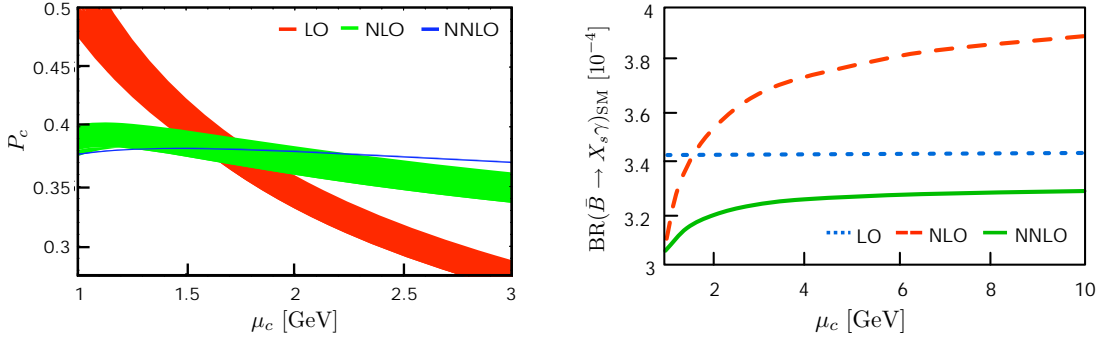 0.5
0.45
0.4
0.35
0.3
P_c
LO NLO NNLO
1 1.5 2 2.5 3
μ_c [GeV]
4
3.8
3.6
3.4
3.2
3
BR(B̄ → X_sγ)_SM [10⁻⁴]
LO NLO NNLO
2 4 6 8 10
μ_c [GeV]